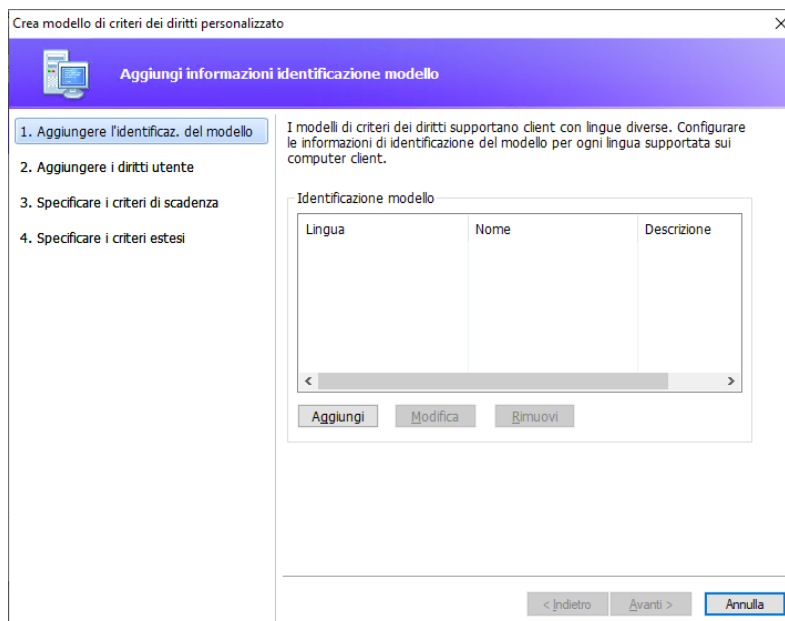 Crea modello di criteri dei diritti personalizzato
Aggiungi informazioni identificazione modello
1. Aggiungere l'identificaz. del modello
2. Aggiungere i diritti utente
3. Specificare i criteri di scadenza
4. Specificare i criteri estesi
I modelli di criteri dei diritti supportano client con lingue diverse. Configurare
le informazioni di identificazione del modello per ogni lingua supportata sui
computer client.
Identificazione modello
Lingua Nome Descrizione
Aggiungi Modifica Rimuovi
< Indietro Avanti > Annulla